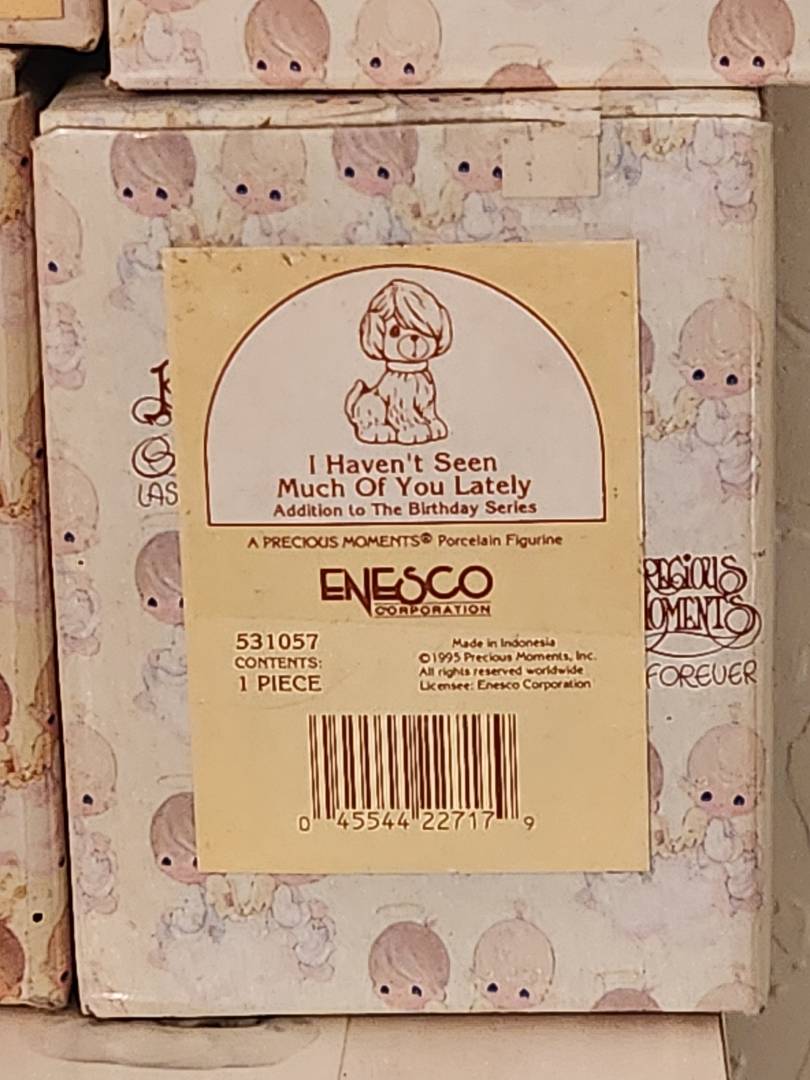 I Haven't Seen
Much Of You Lately
Addition to The Birthday Series
A PRECIOUS MOMENTS® Porcelain Figurine
ENESCO
CORPORATION
531057
CONTENTS:
1 PIECE
Made in Indonesia
©1995 Precious Moments, Inc.
All rights reserved worldwide
Licensee: Enesco Corporation
0 45544 22717 9
LAS
RECIOUS
OMENTS
FOREVER